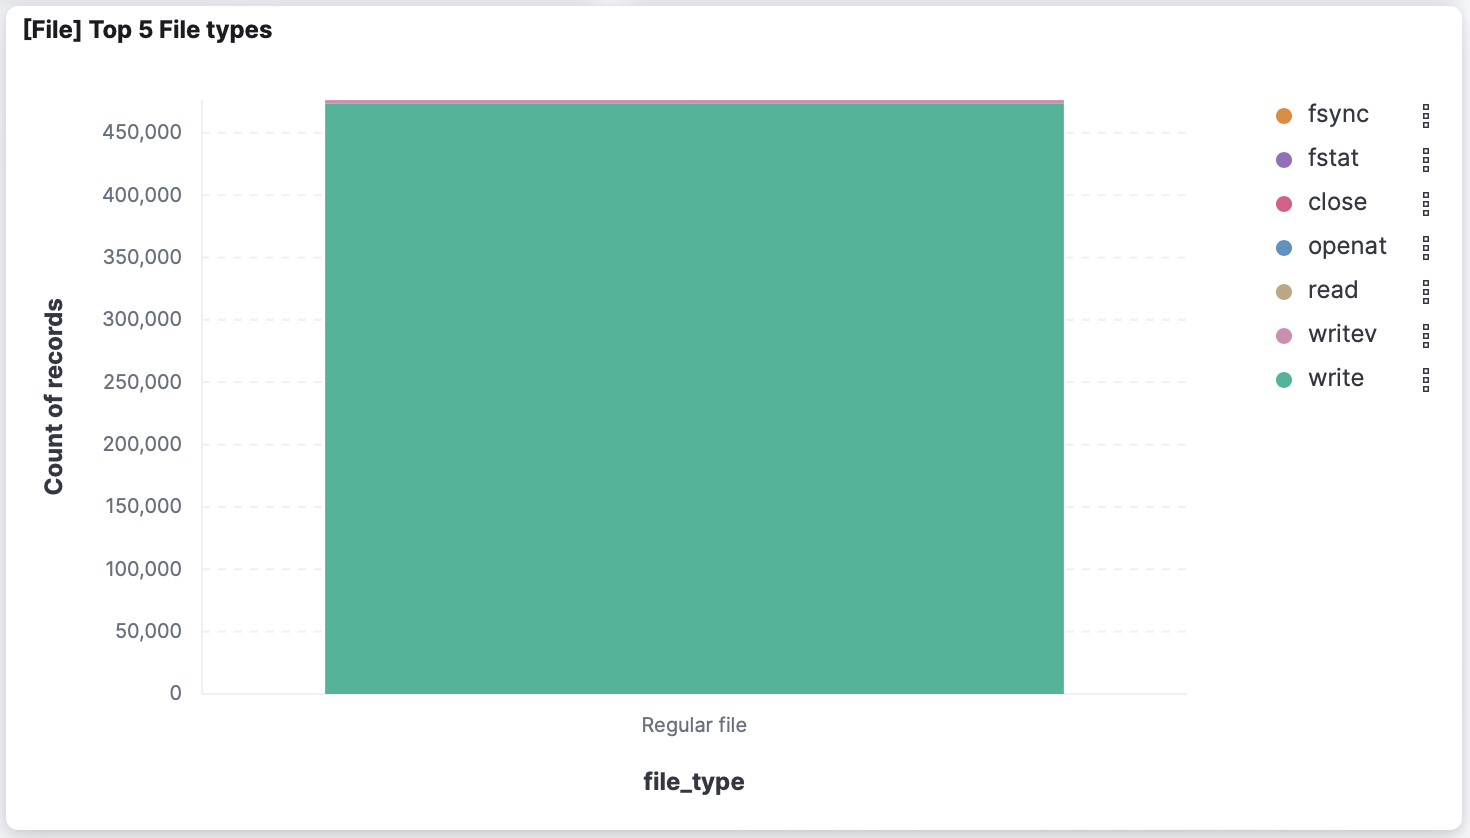 [File] Top 5 File types
450,000
400,000
350,000
300,000
250,000
200,000
150,000
100,000
50,000
0
Count of records
Regular file
file_type
fsync
fstat
close
openat
read
writev
write